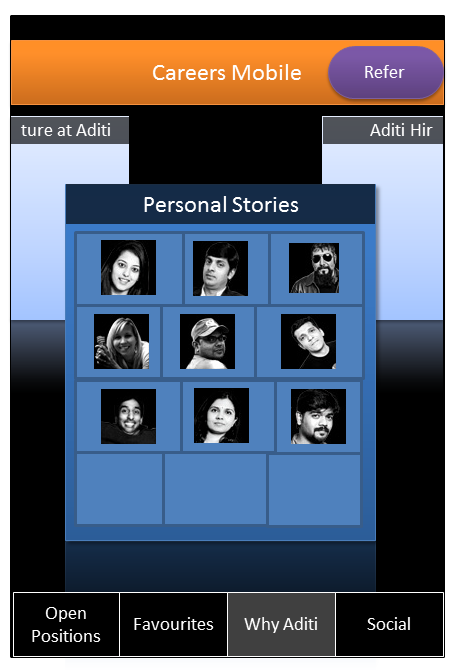 Careers Mobile
Refer
ture at Aditi
Aditi Hir
Personal Stories
Open
Positions
Favourites
Why Aditi
Social